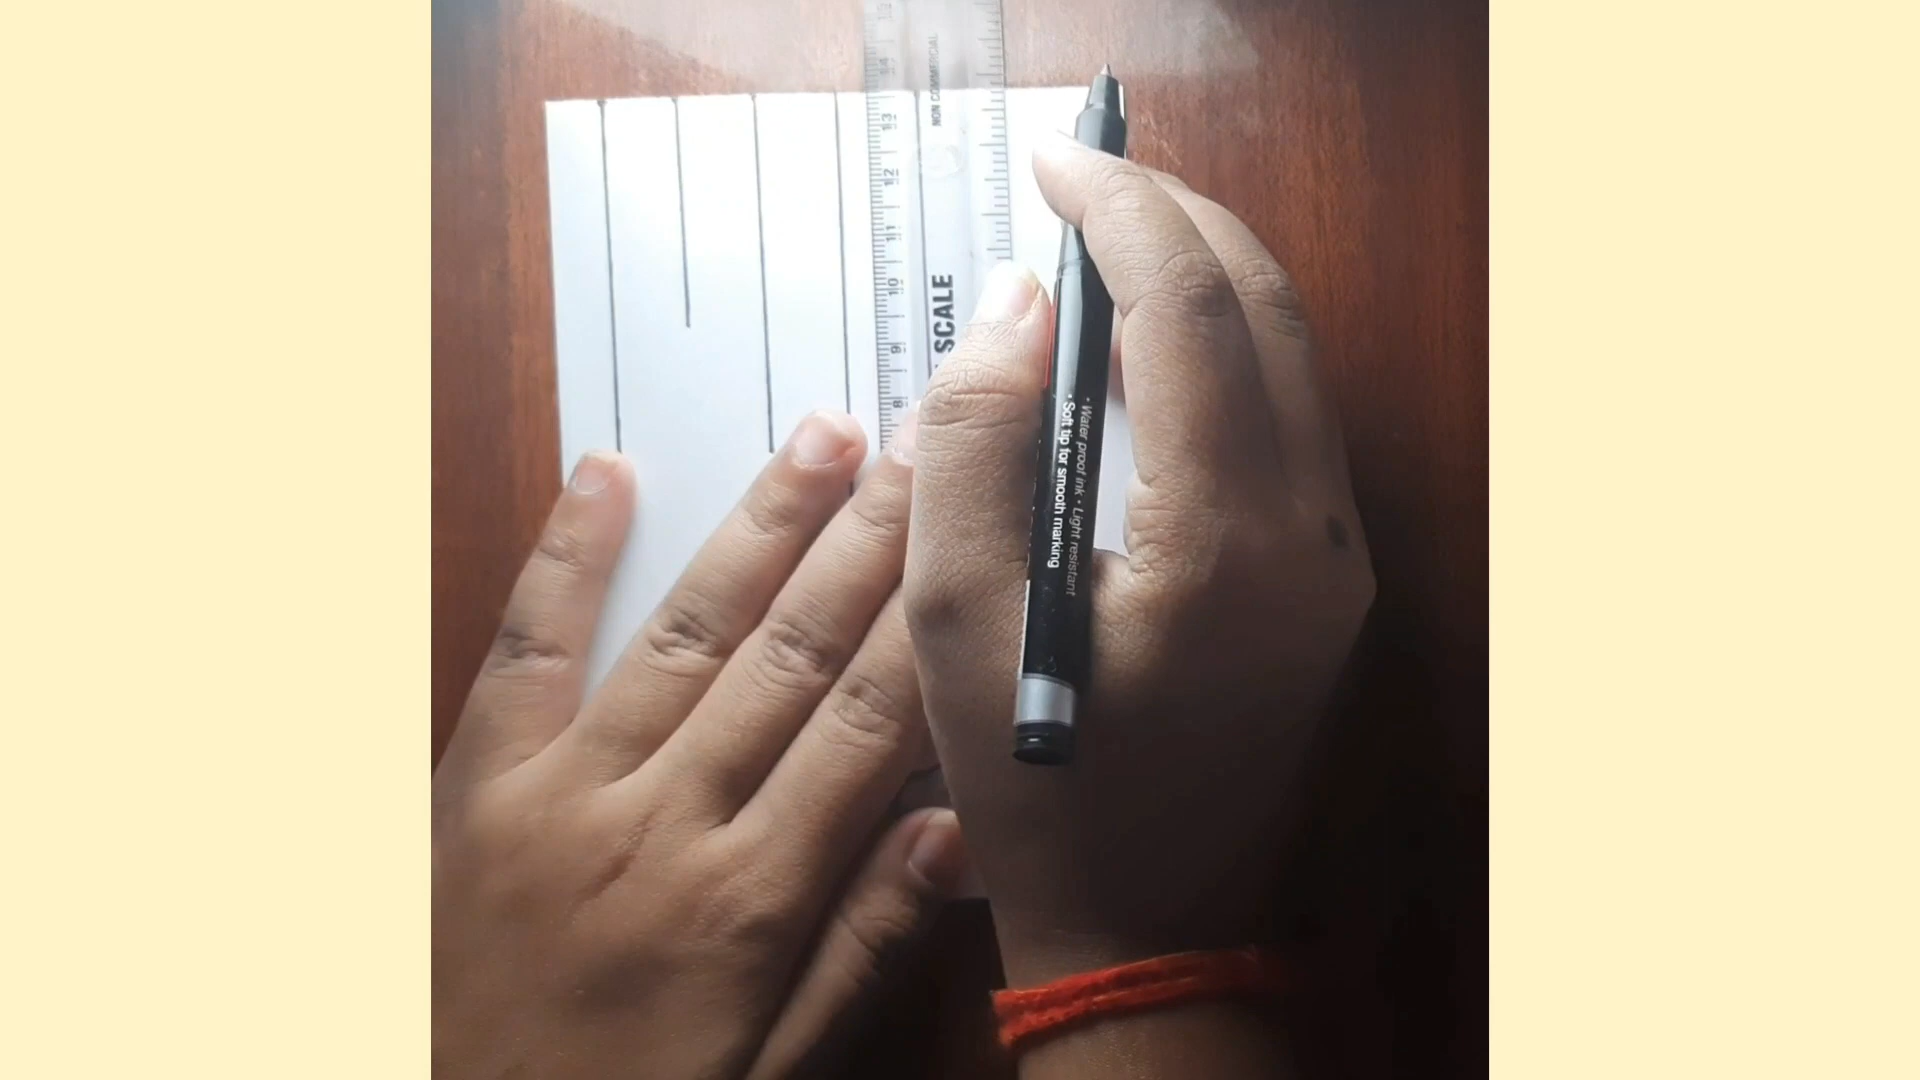 NON COMMERCIAL
SCALE
14
13
12
11
10
9
8
• Water proof ink • Light resistant
• Soft tip for smooth marking